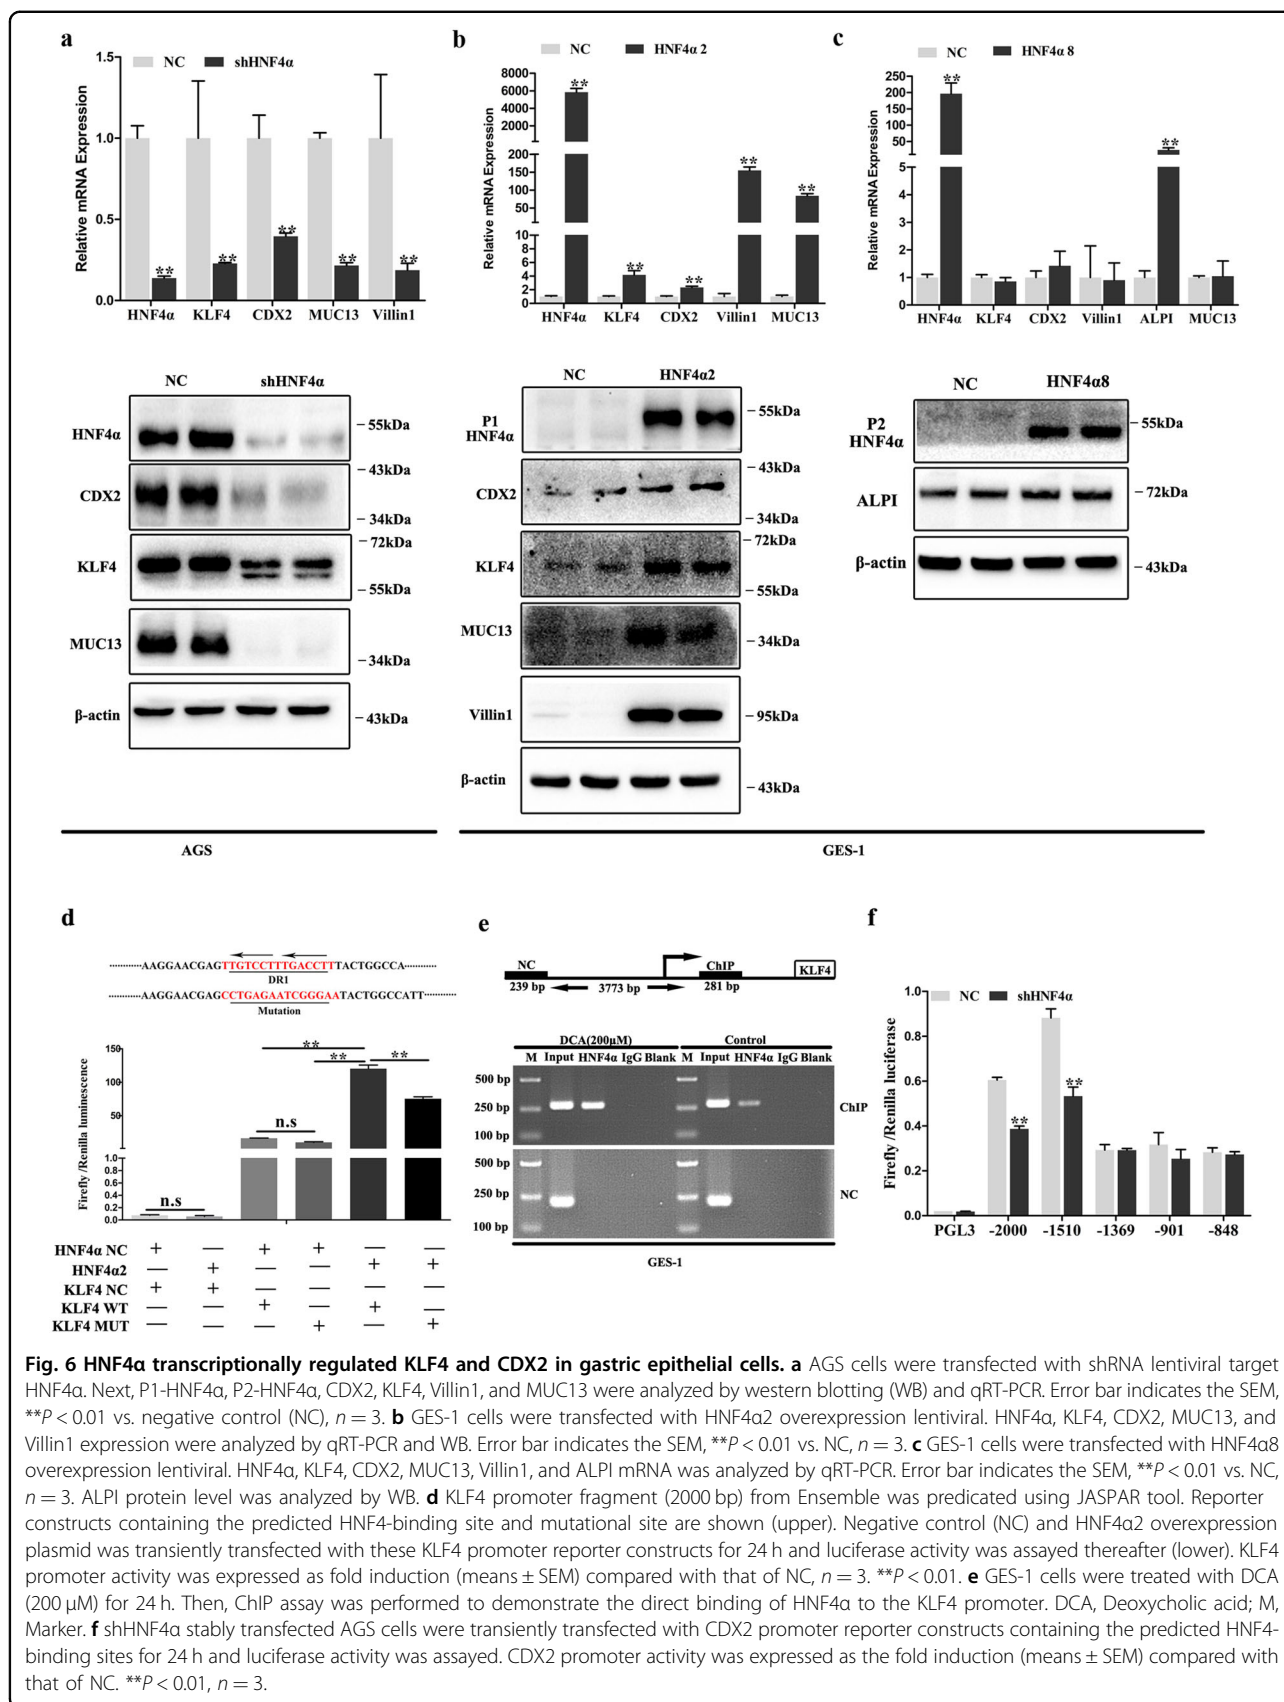 a
NC shHNF4α
Relative mRNA Expression
1.5
1.0
0.5
0.0
** ** ** ** **
HNF4α KLF4 CDX2 MUC13 Villin1
b
NC HNF4α 2
Relative mRNA Expression
8000
6000
4000
2000
200
150
100
50
10
8
6
4
2
0
** ** ** ** **
HNF4α KLF4 CDX2 Villin1 MUC13
c
NC HNF4α 8
Relative mRNA Expression
250
200
150
100
50
5
4
3
2
1
0
** **
HNF4α KLF4 CDX2 Villin1 ALPI MUC13
NC shHNF4α
HNF4α
55kDa
43kDa
CDX2
34kDa
72kDa
KLF4
55kDa
MUC13
34kDa
β-actin
43kDa
NC HNF4α2
P1
HNF4α
55kDa
43kDa
CDX2
34kDa
72kDa
KLF4
55kDa
MUC13
34kDa
Villin1
95kDa
β-actin
43kDa
NC HNF4α8
P2
HNF4α
55kDa
ALPI
72kDa
β-actin
43kDa
AGS
GES-1
d
············AAGGAACGAGTTGTCCTTTGACCTTTACTGGCCA············
DR1
············AAGGAACGAGCCTGAGAATCGGGAATACTGGCCATT············
Mutation
Firefly /Renilla luminescence
150
100
50
1.0
0.8
0.6
0.4
0.2
0.0
n.s n.s ** ** **
HNF4α NC + — + + — —
HNF4α2 — + — — + +
KLF4 NC + + — — — —
KLF4 WT — — + — + —
KLF4 MUT — — — + — +
e
NC ChIP KLF4
239 bp 3773 bp 281 bp
DCA(200μM) Control
M Input HNF4α IgG Blank M Input HNF4α IgG Blank
500 bp
250 bp
100 bp
ChIP
500 bp
250 bp
100 bp
NC
GES-1
f
NC shHNF4α
Firefly /Renilla luciferase
1.0
0.8
0.6
0.4
0.2
0.0
** **
PGL3 -2000 -1510 -1369 -901 -848
Fig. 6 HNF4α transcriptionally regulated KLF4 and CDX2 in gastric epithelial cells. a AGS cells were transfected with shRNA lentiviral target
HNF4α. Next, P1-HNF4α, P2-HNF4α, CDX2, KLF4, Villin1, and MUC13 were analyzed by western blotting (WB) and qRT-PCR. Error bar indicates the SEM,
**P < 0.01 vs. negative control (NC), n = 3. b GES-1 cells were transfected with HNF4α2 overexpression lentiviral. HNF4α, KLF4, CDX2, MUC13, and
Villin1 expression were analyzed by qRT-PCR and WB. Error bar indicates the SEM, **P < 0.01 vs. NC, n = 3. c GES-1 cells were transfected with HNF4α8
overexpression lentiviral. HNF4α, KLF4, CDX2, MUC13, Villin1, and ALPI mRNA was analyzed by qRT-PCR. Error bar indicates the SEM, **P < 0.01 vs. NC,
n = 3. ALPI protein level was analyzed by WB. d KLF4 promoter fragment (2000 bp) from Ensemble was predicated using JASPAR tool. Reporter
constructs containing the predicted HNF4-binding site and mutational site are shown (upper). Negative control (NC) and HNF4α2 overexpression
plasmid was transiently transfected with these KLF4 promoter reporter constructs for 24 h and luciferase activity was assayed thereafter (lower). KLF4
promoter activity was expressed as fold induction (means ± SEM) compared with that of NC, n = 3. **P < 0.01. e GES-1 cells were treated with DCA
(200 μM) for 24 h. Then, ChIP assay was performed to demonstrate the direct binding of HNF4α to the KLF4 promoter. DCA, Deoxycholic acid; M,
Marker. f shHNF4α stably transfected AGS cells were transiently transfected with CDX2 promoter reporter constructs containing the predicted HNF4-
binding sites for 24 h and luciferase activity was assayed. CDX2 promoter activity was expressed as the fold induction (means ± SEM) compared with
that of NC. **P < 0.01, n = 3.